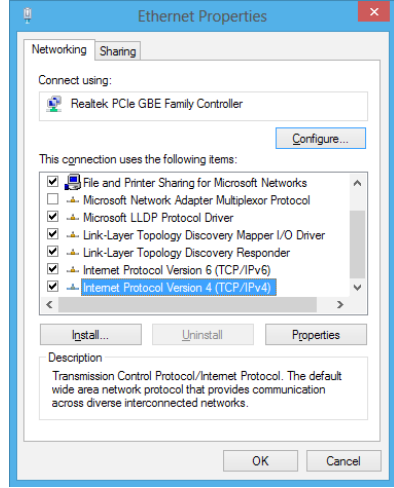 Ethernet Properties
Networking
Sharing
Connect using:
Realtek PCIe GBE Family Controller
Configure...
This connection uses the following items:
File and Printer Sharing for Microsoft Networks
Microsoft Network Adapter Multiplexor Protocol
Microsoft LLDP Protocol Driver
Link-Layer Topology Discovery Mapper I/O Driver
Link-Layer Topology Discovery Responder
Internet Protocol Version 6 (TCP/IPv6)
Internet Protocol Version 4 (TCP/IPv4)
Install...
Uninstall
Properties
Description
Transmission Control Protocol/Internet Protocol. The default
wide area network protocol that provides communication
across diverse interconnected networks.
OK
Cancel